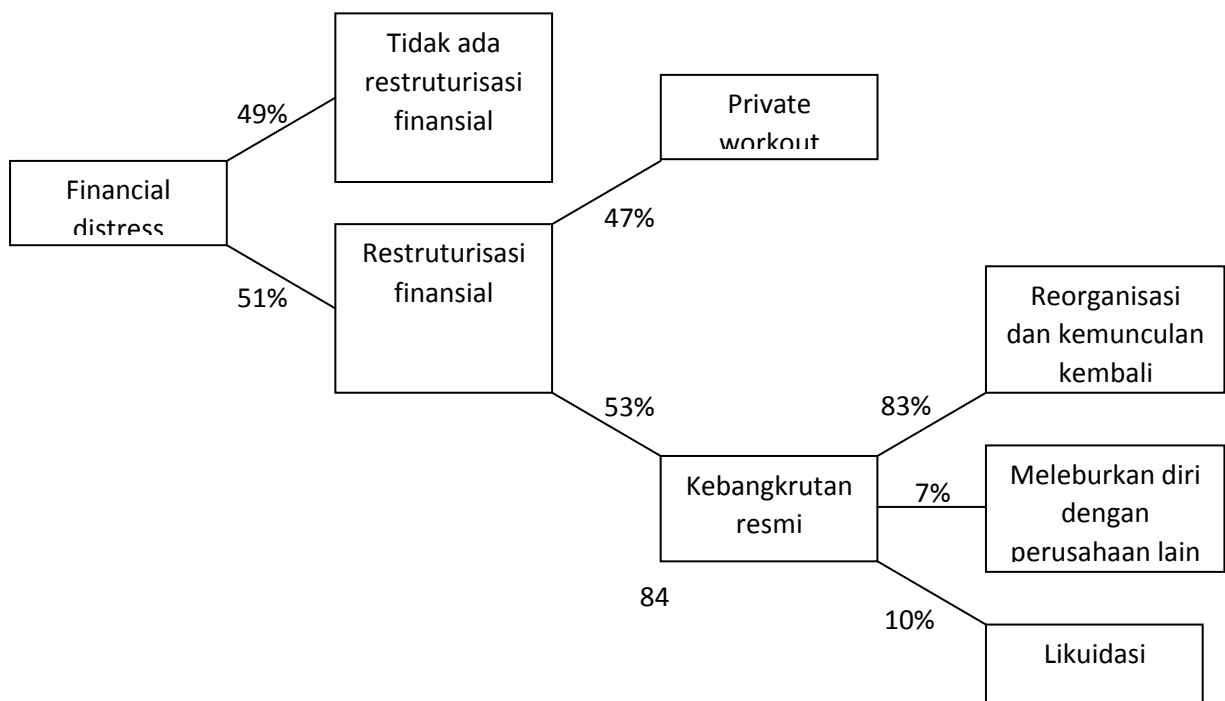 Tidak ada
restruturisasi
finansial
49%
Private
workout
Financial
distress
47%
51%
Restruturisasi
finansial
Reorganisasi
dan kemunculan
kembali
53%
83%
Kebangkrutan
resmi
7%
Meleburkan diri
dengan
perusahaan lain
84
10%
Likuidasi